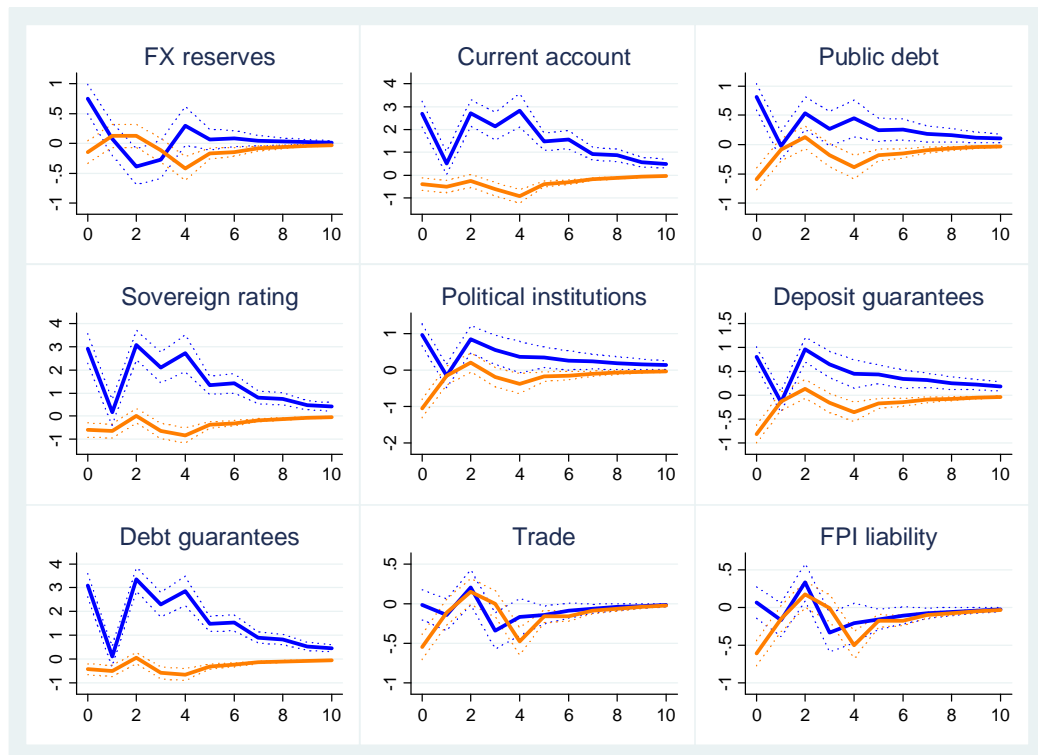 FX reserves
1
.5
0
-.5
-1
0 2 4 6 8 10
Current account
4
3
2
1
0
-1
0 2 4 6 8 10
Public debt
1
.5
0
-.5
-1
0 2 4 6 8 10
Sovereign rating
4
3
2
1
0
-1
0 2 4 6 8 10
Political institutions
1
0
-1
-2
0 2 4 6 8 10
Deposit guarantees
1.5
1
.5
0
-.5
-1
0 2 4 6 8 10
Debt guarantees
4
3
2
1
0
-1
0 2 4 6 8 10
Trade
.5
0
-.5
-1
0 2 4 6 8 10
FPI liability
.5
0
-.5
-1
0 2 4 6 8 10